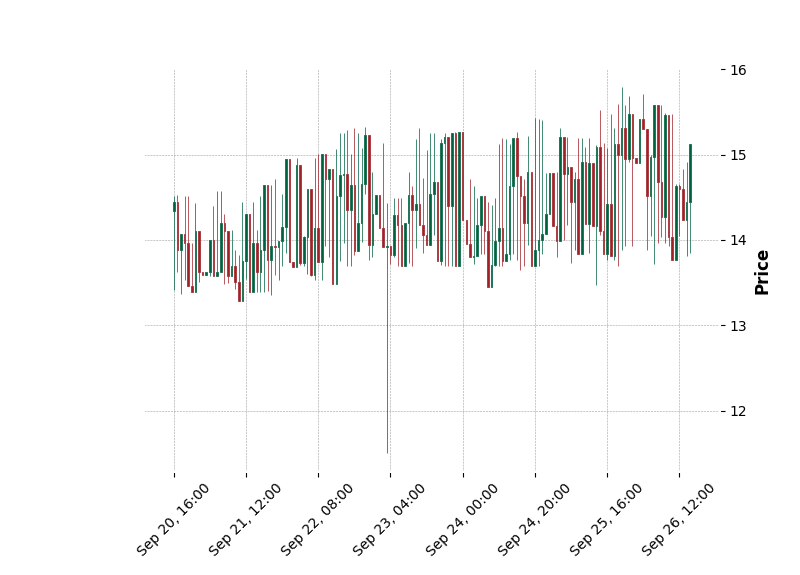 16
15
14
13
12
Price
Sep 20, 16:00
Sep 21, 12:00
Sep 22, 08:00
Sep 23, 04:00
Sep 24, 00:00
Sep 24, 20:00
Sep 25, 16:00
Sep 26, 12:00